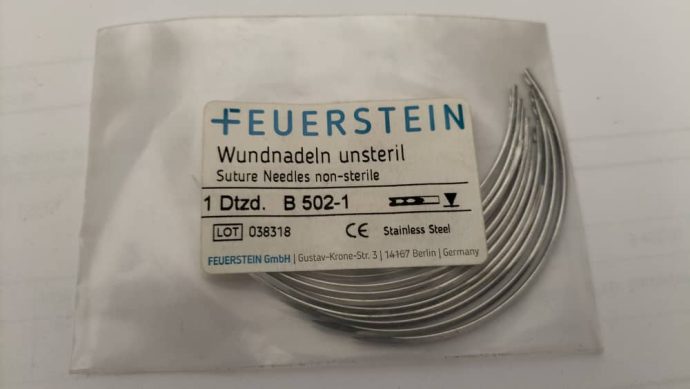 FEUERSTEIN
Wundnadeln unsteril
Suture Needles non-sterile
1 Dtzd. B 502-1
LOT 038318 CE Stainless Steel
FEUERSTEIN GmbH | Gustav-Krone-Str. 3 | 14167 Berlin | Germany